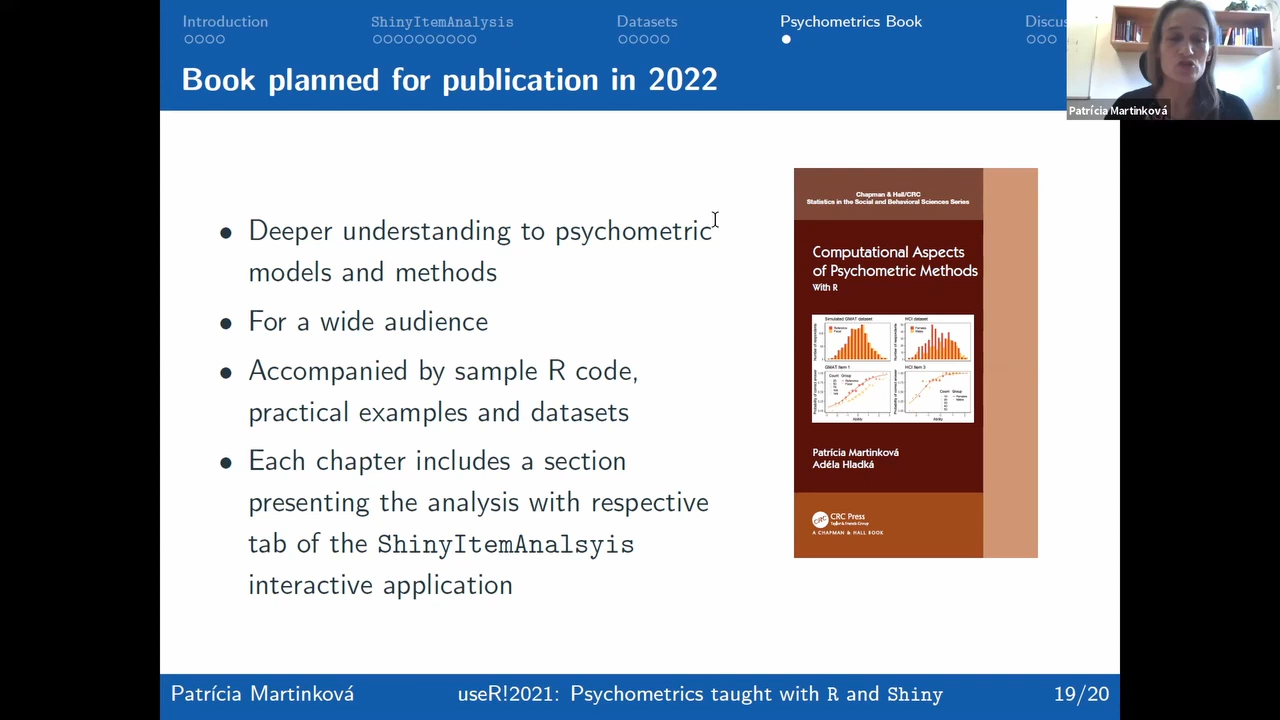 Introduction
ShinyItemAnalysis
Datasets
Psychometrics Book
Discus
Book planned for publication in 2022
Patrícia Martinková
• Deeper understanding to psychometric
models and methods
• For a wide audience
• Accompanied by sample R code,
practical examples and datasets
• Each chapter includes a section
presenting the analysis with respective
tab of the ShinyItemAnalsyis
interactive application
Chapman & Hall/CRC
Statistics in the Social and Behavioral Sciences Series
Computational Aspects
of Psychometric Methods
With R
Simulated GMAT dataset
HCI dataset
GMAT item 1
HCI item 3
Patrícia Martinková
Adéla Hladká
CRC Press
Taylor & Francis Group
A CHAPMAN & HALL BOOK
Patrícia Martinková
useR!2021: Psychometrics taught with R and Shiny
19/20